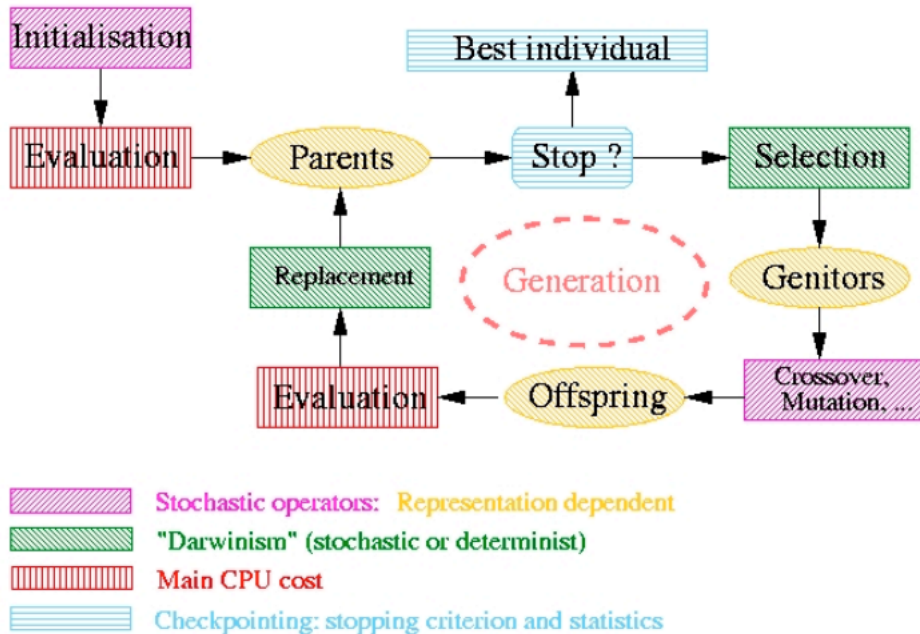 Initialisation
Best individual
Evaluation
Parents
Stop ?
Selection
Replacement
Generation
Genitors
Crossover,
Mutation, ...
Offspring
Evaluation
Stochastic operators: Representation dependent
"Darwinism" (stochastic or determinist)
Main CPU cost
Checkpointing: stopping criterion and statistics